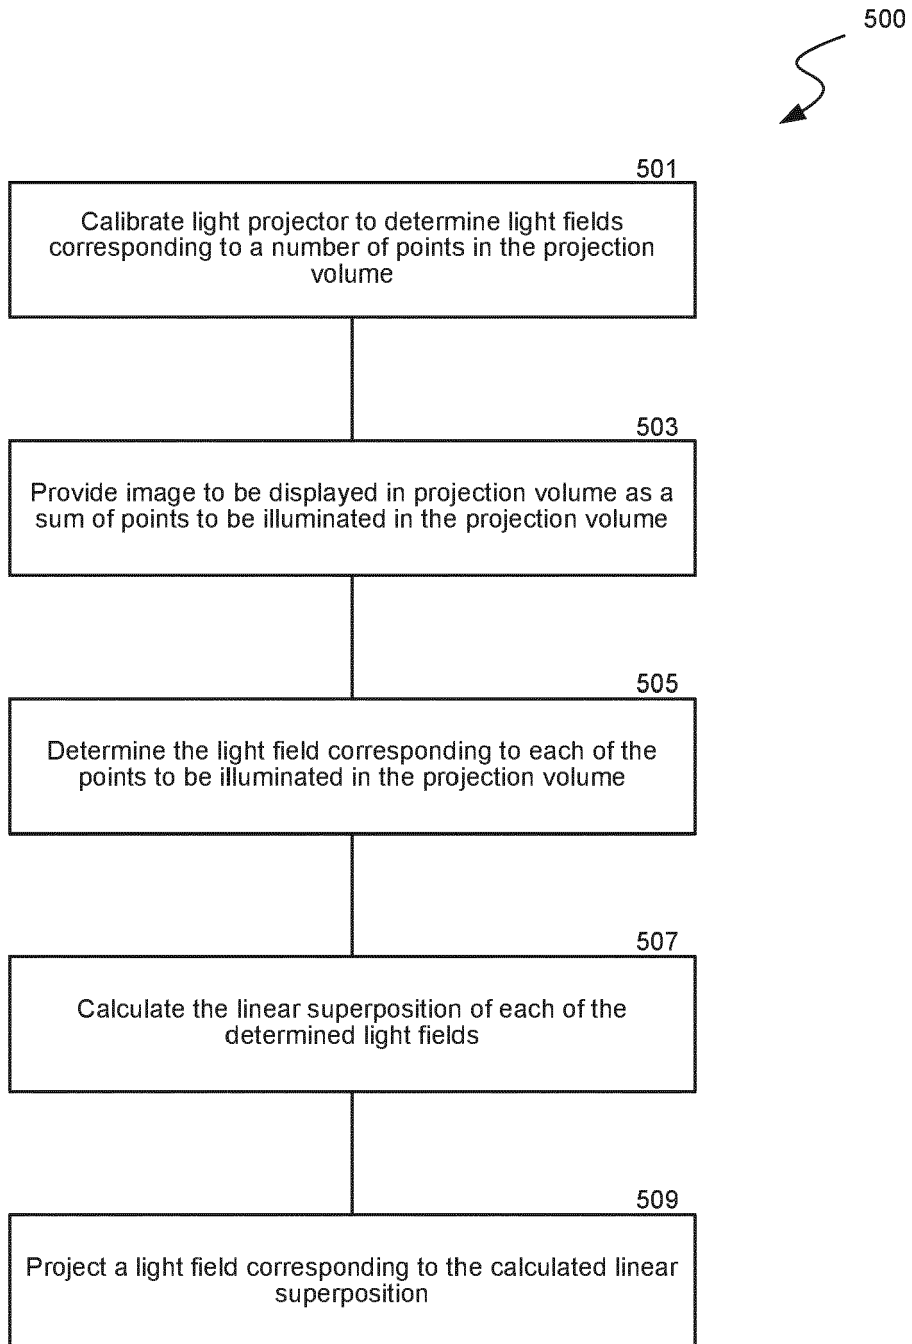 500
501
Calibrate light projector to determine light fields
corresponding to a number of points in the projection
volume
503
Provide image to be displayed in projection volume as a
sum of points to be illuminated in the projection volume
505
Determine the light field corresponding to each of the
points to be illuminated in the projection volume
507
Calculate the linear superposition of each of the
determined light fields
509
Project a light field corresponding to the calculated linear
superposition